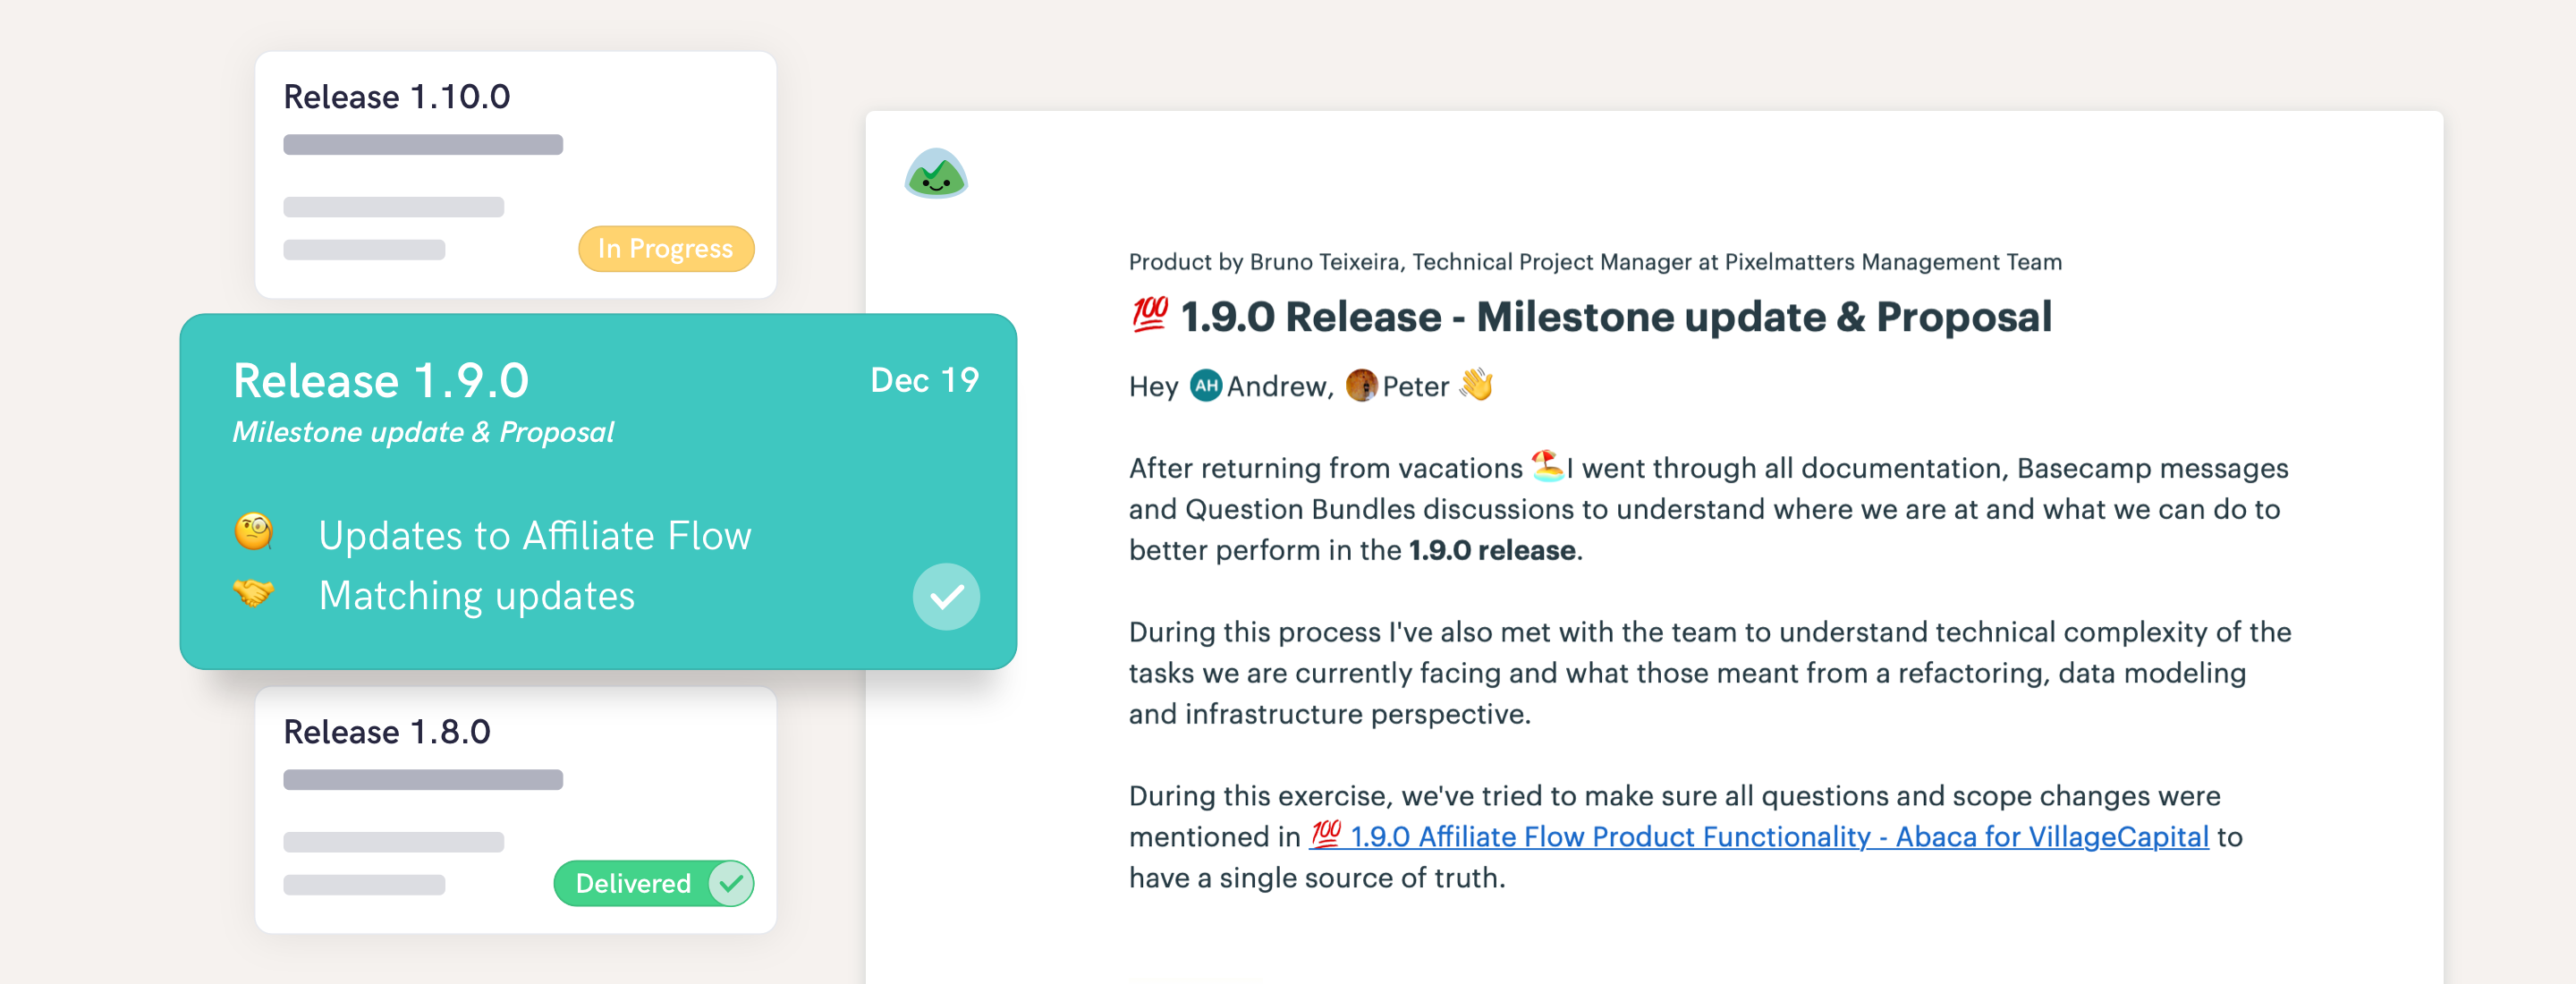 Release 1.10.0
In Progress
Release 1.9.0
Dec 19
Milestone update & Proposal
🧐 Updates to Affiliate Flow
🤝 Matching updates
Release 1.8.0
Delivered
Product by Bruno Teixeira, Technical Project Manager at Pixelmatters Management Team
💯 1.9.0 Release - Milestone update & Proposal
Hey AH Andrew, Peter 👋
After returning from vacations 🏖️I went through all documentation, Basecamp messages
and Question Bundles discussions to understand where we are at and what we can do to
better perform in the 1.9.0 release.
During this process I've also met with the team to understand technical complexity of the
tasks we are currently facing and what those meant from a refactoring, data modeling
and infrastructure perspective.
During this exercise, we've tried to make sure all questions and scope changes were
mentioned in 💯 1.9.0 Affiliate Flow Product Functionality - Abaca for VillageCapital to
have a single source of truth.